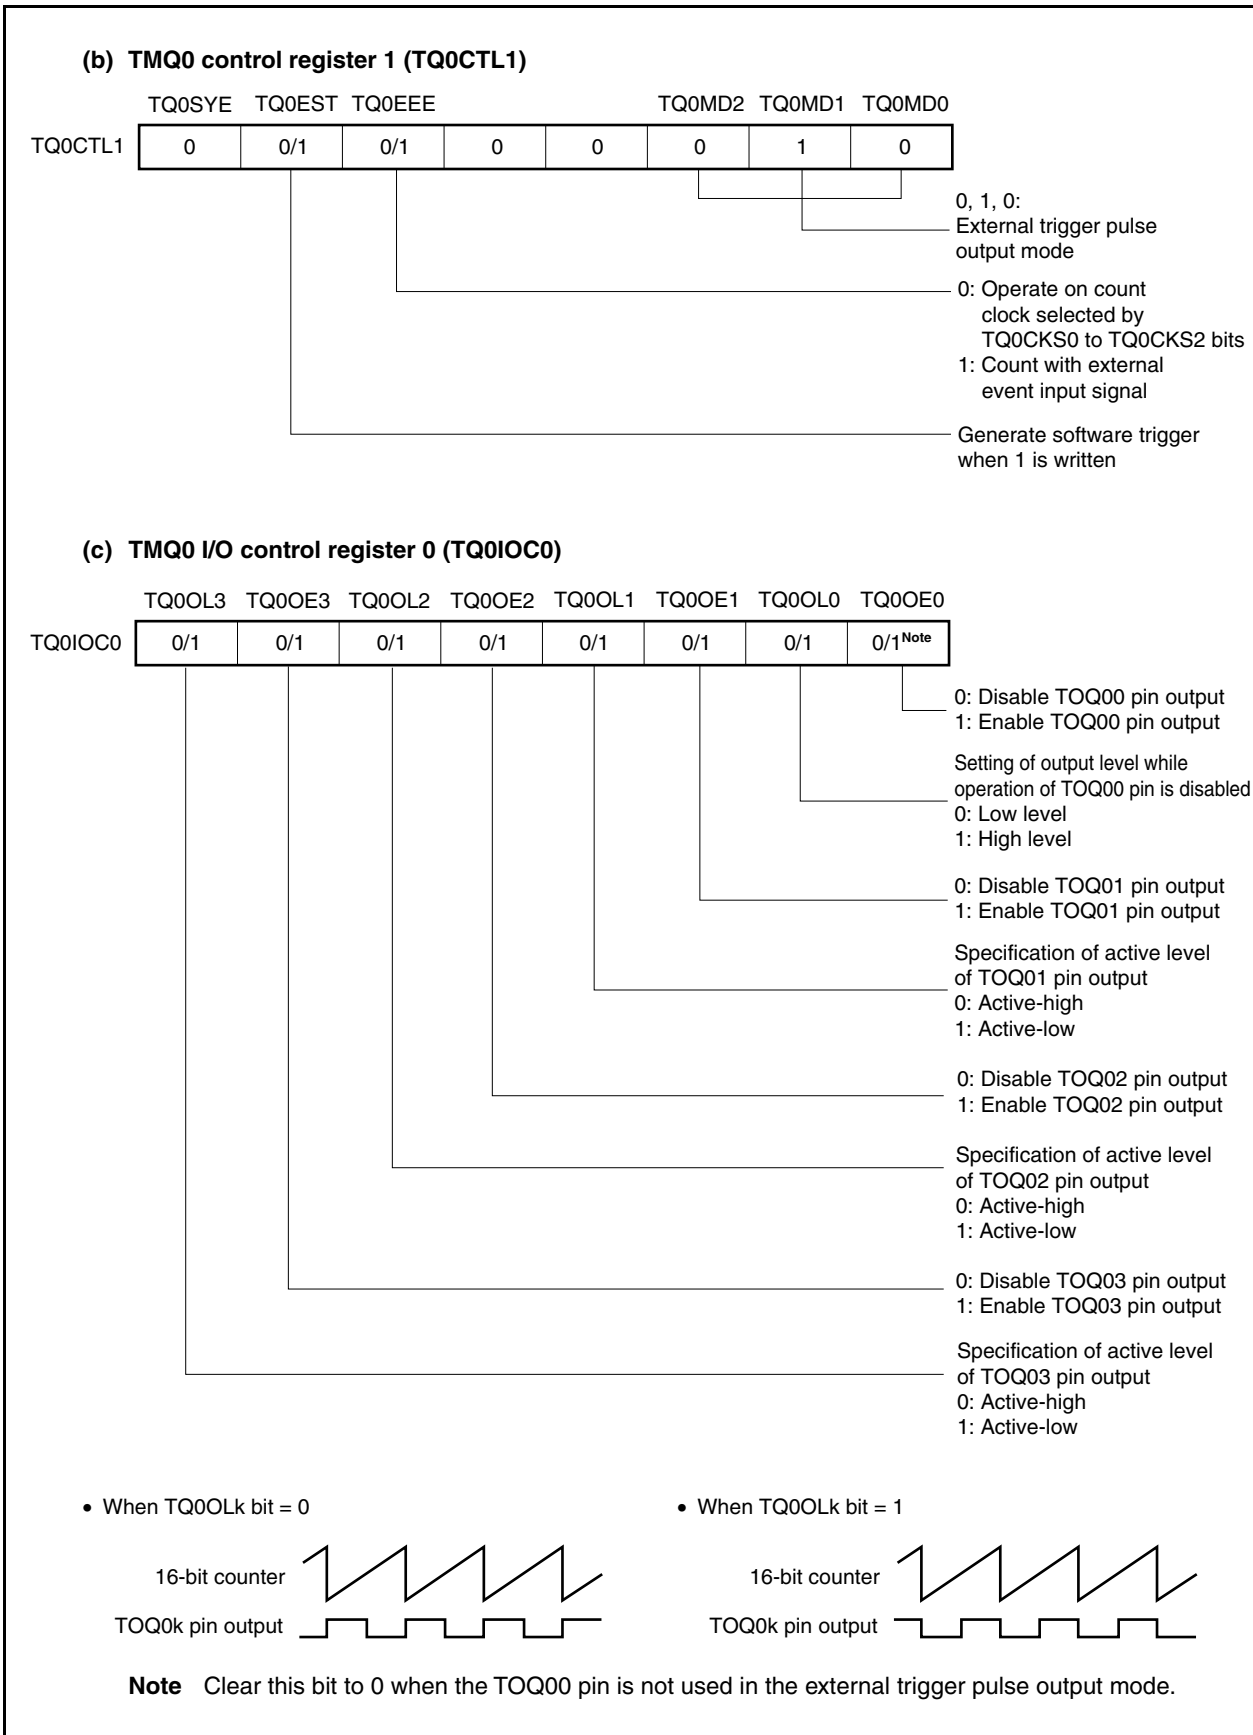 (b) TMQ0 control register 1 (TQ0CTL1)
TQ0SYE TQ0EST TQ0EEE TQ0MD2 TQ0MD1 TQ0MD0
TQ0CTL1 0 0/1 0/1 0 0 0 1 0
0, 1, 0:
External trigger pulse
output mode
0: Operate on count
clock selected by
TQ0CKS0 to TQ0CKS2 bits
1: Count with external
event input signal
Generate software trigger
when 1 is written
(c) TMQ0 I/O control register 0 (TQ0IOC0)
TQ0OL3 TQ0OE3 TQ0OL2 TQ0OE2 TQ0OL1 TQ0OE1 TQ0OL0 TQ0OE0
TQ0IOC0 0/1 0/1 0/1 0/1 0/1 0/1 0/1 0/1Note
0: Disable TOQ00 pin output
1: Enable TOQ00 pin output
Setting of output level while
operation of TOQ00 pin is disabled
0: Low level
1: High level
0: Disable TOQ01 pin output
1: Enable TOQ01 pin output
Specification of active level
of TOQ01 pin output
0: Active-high
1: Active-low
0: Disable TOQ02 pin output
1: Enable TOQ02 pin output
Specification of active level
of TOQ02 pin output
0: Active-high
1: Active-low
0: Disable TOQ03 pin output
1: Enable TOQ03 pin output
Specification of active level
of TOQ03 pin output
0: Active-high
1: Active-low
• When TQ0OLk bit = 0
16-bit counter
TOQ0k pin output
• When TQ0OLk bit = 1
16-bit counter
TOQ0k pin output
Note Clear this bit to 0 when the TOQ00 pin is not used in the external trigger pulse output mode.